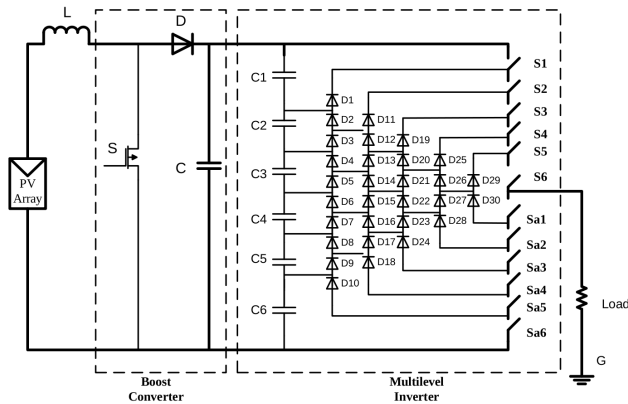 L
D
S
C
PV
Array
C1
C2
C3
C4
C5
C6
D1
D2
D3
D4
D5
D6
D7
D8
D9
D10
D11
D12
D13
D14
D15
D16
D17
D18
D19
D20
D21
D22
D23
D24
D25
D26
D27
D28
D29
D30
S1
S2
S3
S4
S5
S6
Sa1
Sa2
Sa3
Sa4
Sa5
Sa6
Load
G
Boost
Converter
Multilevel
Inverter